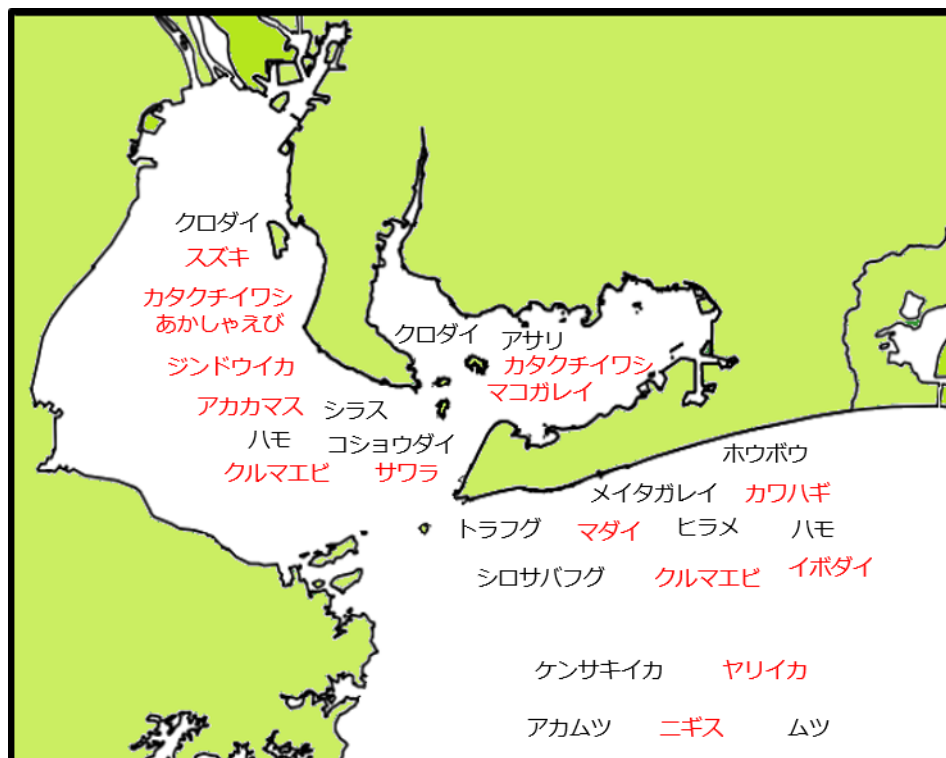 クロダイ
スズキ
カタクチイワシ
あかしゃえび
ジンドウイカ
アカカマス
シラス
ハモ
コショウダイ
クルマエビ
サワラ
クロダイ
アサリ
カタクチイワシ
マコガレイ
ホウボウ
メイタガレイ
カワハギ
トラフグ
マダイ
ヒラメ
ハモ
シロサバフグ
クルマエビ
イボダイ
ケンサキイカ
ヤリイカ
アカムツ
ニギス
ムツ